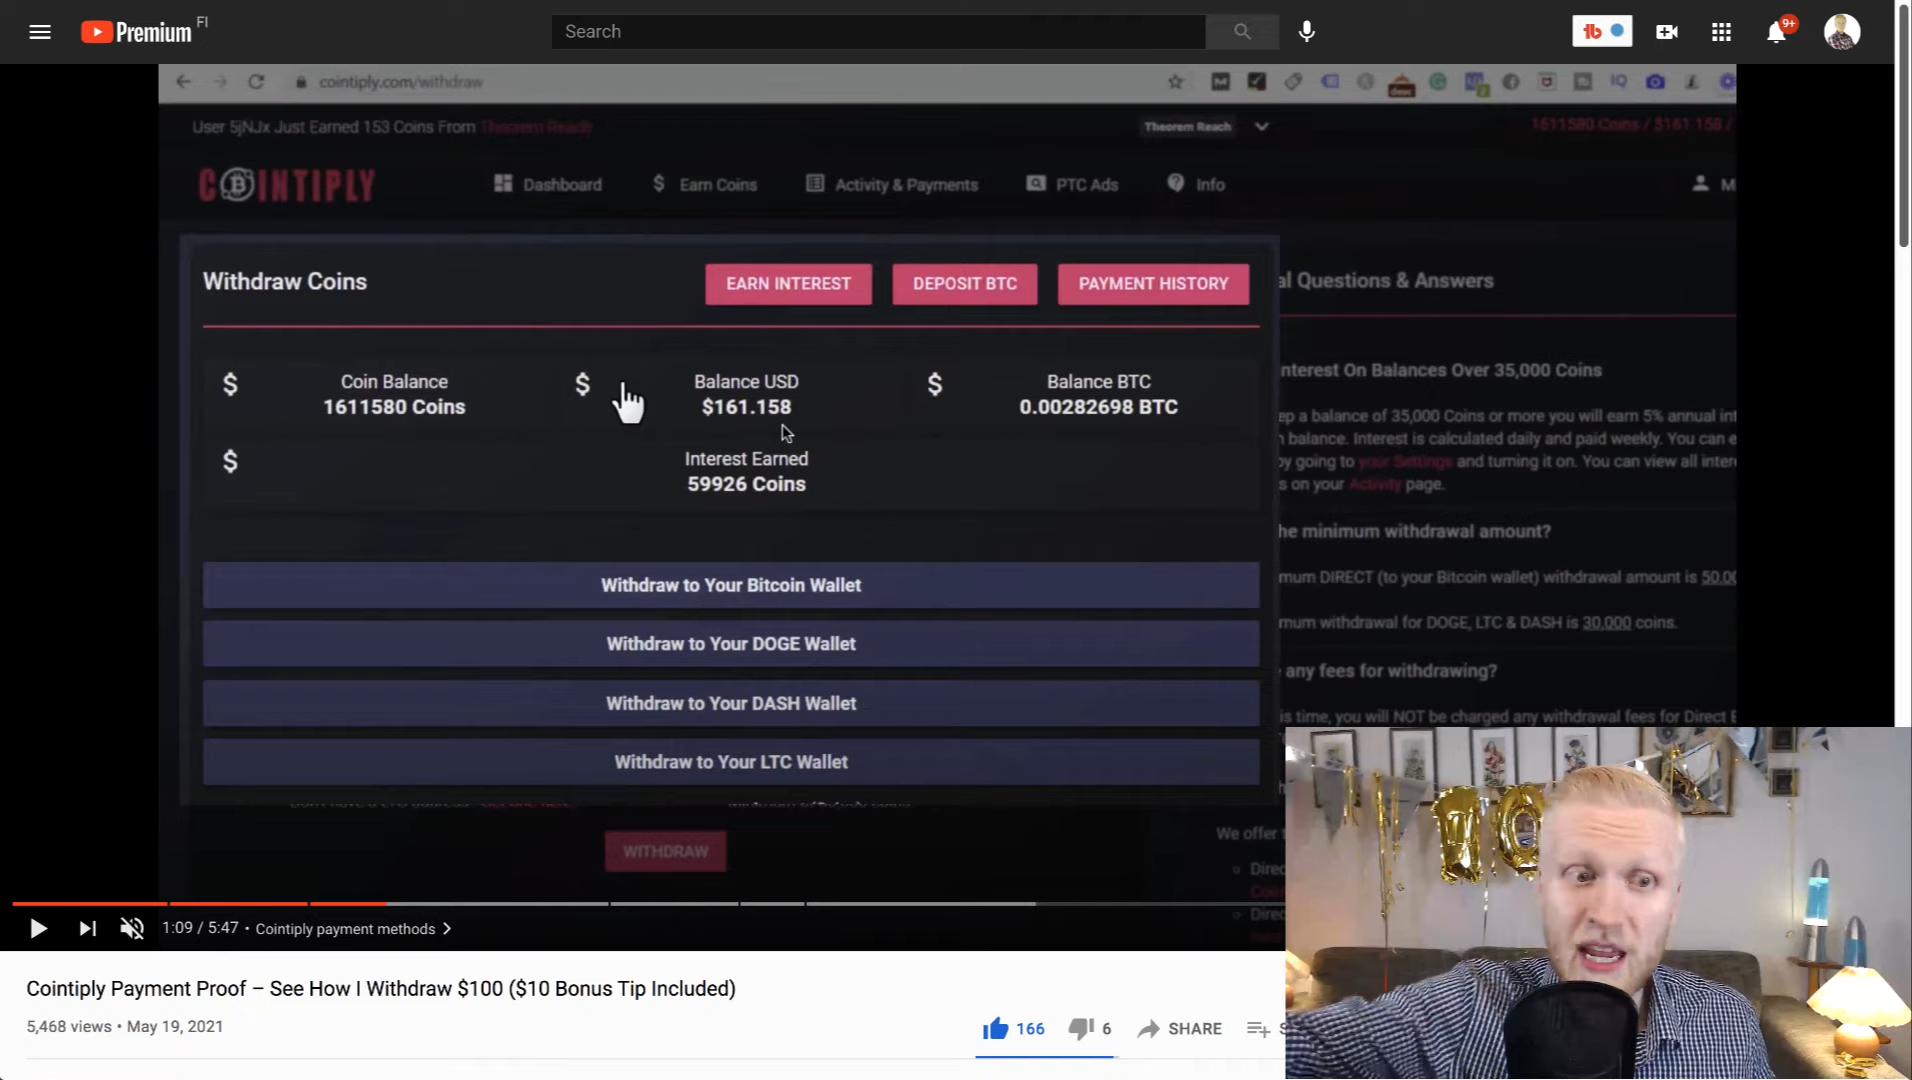 Premium FI
Search
9+
cointiply.com/withdraw
User 5jNJx Just Earned 153 Coins From Theorem Reach
Theorem Reach
1611580 Coins / $161.158 /
COINTIPLY
Dashboard
Earn Coins
Activity & Payments
PTC Ads
Info
M
Withdraw Coins
EARN INTEREST
DEPOSIT BTC
PAYMENT HISTORY
al Questions & Answers
Coin Balance
1611580 Coins
Balance USD
$161.158
Balance BTC
0.00282698 BTC
Interest Earned
59926 Coins
nterest On Balances Over 35,000 Coins
ep a balance of 35,000 Coins or more you will earn 5% annual int
balance. Interest is calculated daily and paid weekly. You can e
by going to your Settings and turning it on. You can view all inter
s on your Activity page.
he minimum withdrawal amount?
mum DIRECT (to your Bitcoin wallet) withdrawal amount is 50,00
mum withdrawal for DOGE, LTC & DASH is 30,000 coins.
any fees for withdrawing?
is time, you will NOT be charged any withdrawal fees for Direct B
Withdraw to Your Bitcoin Wallet
Withdraw to Your DOGE Wallet
Withdraw to Your DASH Wallet
Withdraw to Your LTC Wallet
WITHDRAW
We offer t
Direc
Direc
10
1:09 / 5:47 • Cointiply payment methods
Cointiply Payment Proof – See How I Withdraw $100 ($10 Bonus Tip Included)
5,468 views • May 19, 2021
166
6
SHARE
S